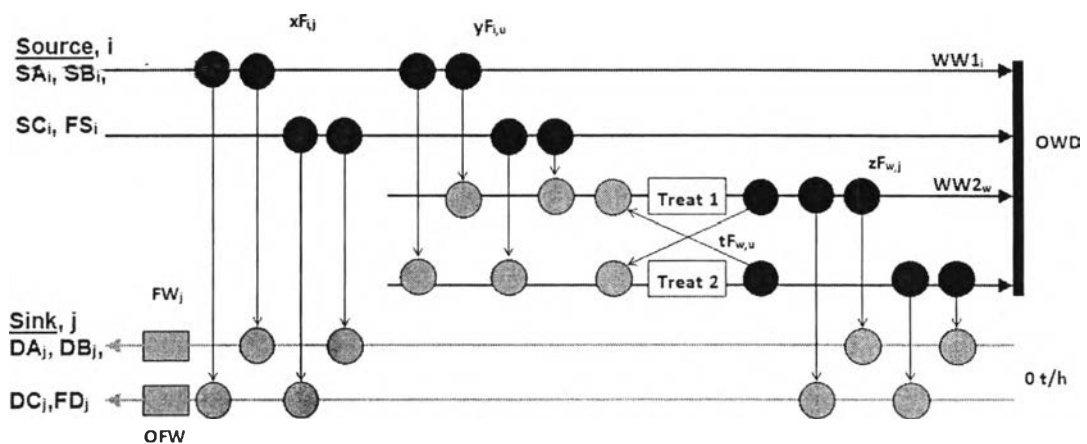 xFi,j
yFi,u
Source, i
SAi, SBi,
WW1i
SCi, FSi
OWD
zFw,j
WW2w
Treat 1
tFw,u
Treat 2
FWj
Sink, j
DAj, DBj,
0 t/h
DCj,FDj
OFW